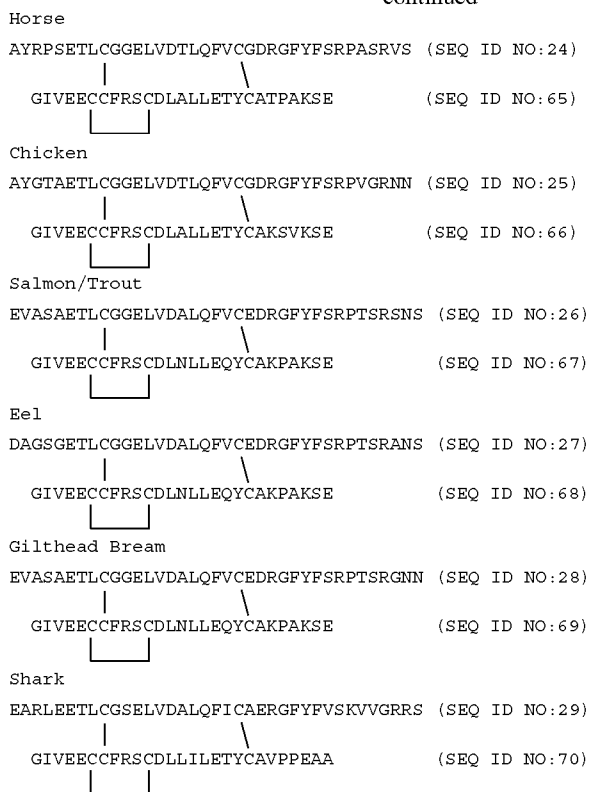 continued
Horse
AYRPSETLCGGELVDTLQFVCGDRGFYFSRPASRVS (SEQ ID NO:24)
GIVEECCFRSCDLALLETYCATPAKSE (SEQ ID NO:65)
Chicken
AYGTAETLCGGELVDTLQFVCGDRGFYFSRPVGRNN (SEQ ID NO:25)
GIVEECCFRSCDLALLETYCAKSVKSE (SEQ ID NO:66)
Salmon/Trout
EVASAETLCGGELVDALQFVCEDRGFYFSRPTSRSNS (SEQ ID NO:26)
GIVEECCFRSCDLNLLEQYCAKPAKSE (SEQ ID NO:67)
Eel
DAGSGETLCGGELVDALQFVCEDRGFYFSRPTSRANS (SEQ ID NO:27)
GIVEECCFRSCDLNLLEQYCAKPAKSE (SEQ ID NO:68)
Gilthead Bream
EVASAETLCGGELVDALQFVCEDRGFYFSRPTSRGNN (SEQ ID NO:28)
GIVEECCFRSCDLNLLEQYCAKPAKSE (SEQ ID NO:69)
Shark
EARLEETLCGSELVDALQFICAERGFYFVSKVVGRRS (SEQ ID NO:29)
GIVEECCFRSCDLLILETYCAVPPEAA (SEQ ID NO:70)